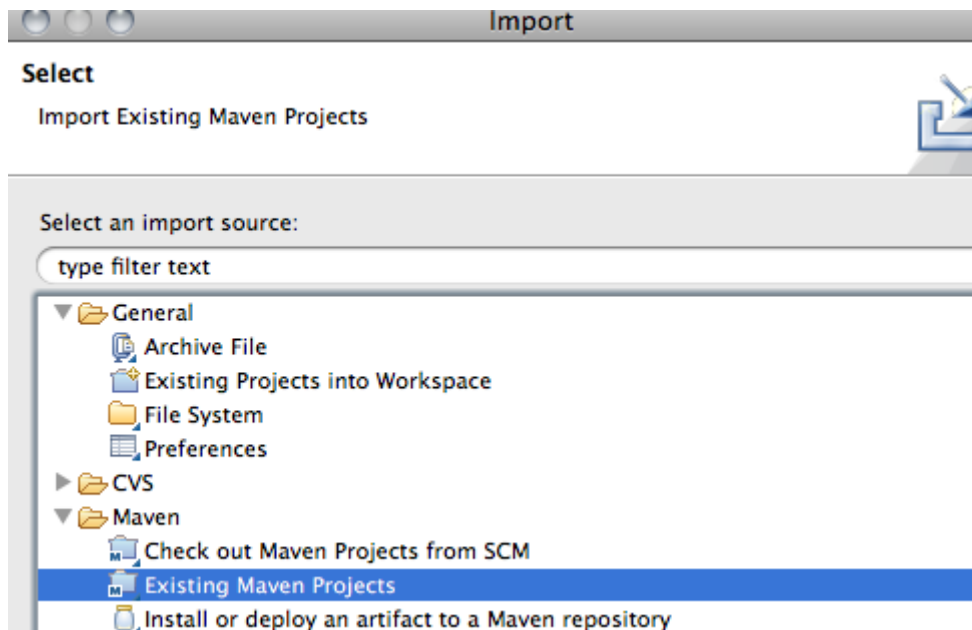 Import
Select
Import Existing Maven Projects
Select an import source:
type filter text
General
Archive File
Existing Projects into Workspace
File System
Preferences
CVS
Maven
Check out Maven Projects from SCM
Existing Maven Projects
Install or deploy an artifact to a Maven repository